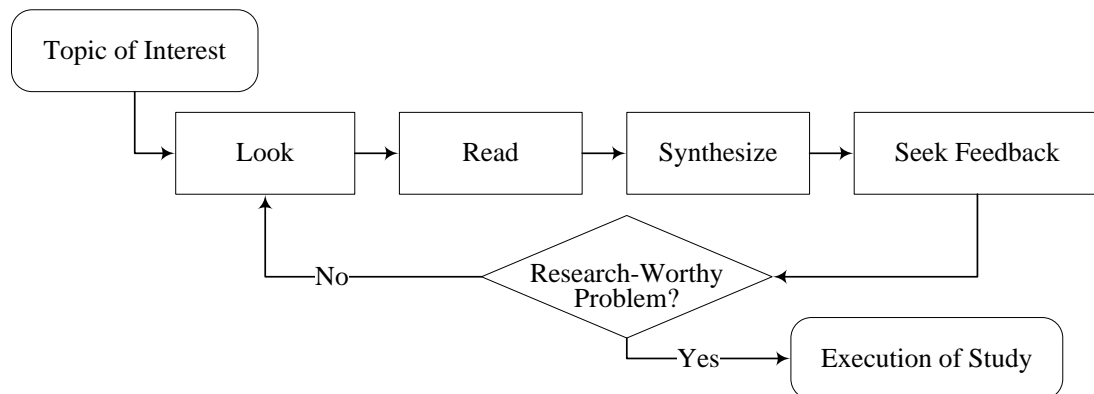 Topic of Interest
Look
Read
Synthesize
Seek Feedback
No
Research-Worthy
Problem?
Yes
Execution of Study